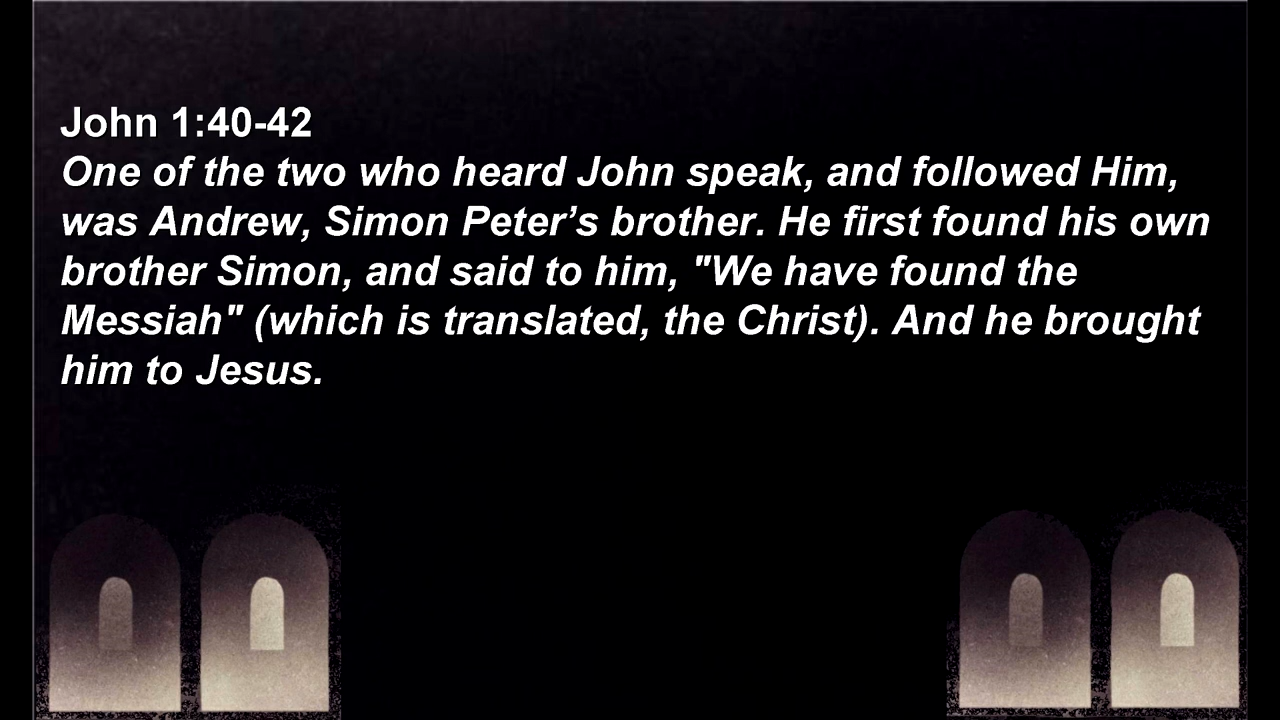 John 1:40-42
One of the two who heard John speak, and followed Him,
was Andrew, Simon Peter’s brother. He first found his own
brother Simon, and said to him, "We have found the
Messiah" (which is translated, the Christ). And he brought
him to Jesus.